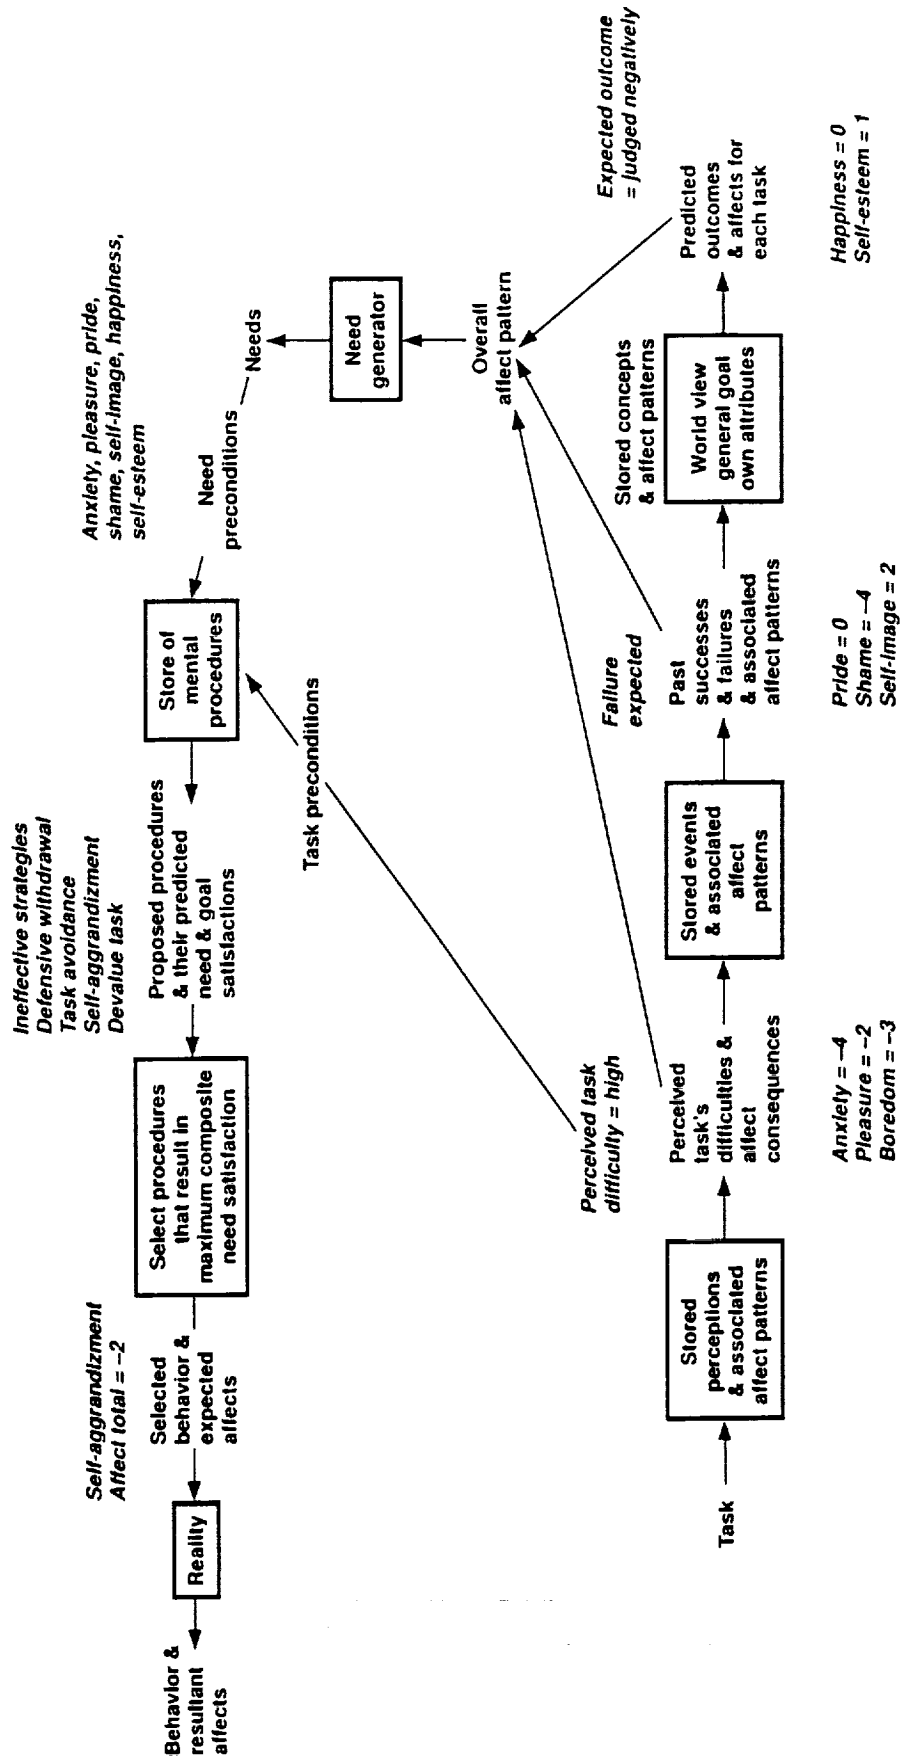 Task
Stored
perceptions
& associated
affect patterns
Perceived task
difficulty = high
Perceived
task's
difficulties &
affect
consequences
Anxiety = −4
Pleasure = −2
Boredom = −3
Stored events
& associated
affect
patterns
Failure
expected
Past
successes
& failures
& associated
affect patterns
Pride = 0
Shame = −4
Self-Image = 2
Stored concepts
& affect patterns
World view
general goal
own attributes
Expected outcome
= judged negatively
Predicted
outcomes
& affects for
each task
Happiness = 0
Self-esteem = 1
Overall
affect pattern
Need
generator
Needs
Anxiety, pleasure, pride,
shame, self-image, happiness,
self-esteem
Need
preconditions
Task preconditions
Store of
mental
procedures
Ineffective strategies
Defensive withdrawal
Task avoidance
Self-aggrandizment
Devalue task
Proposed procedures
& their predicted
need & goal
satisfactions
Select procedures
that result in
maximum composite
need satisfaction
Self-aggrandizment
Affect total = −2
Selected
behavior &
expected
affects
Reality
Behavior &
resultant
affects